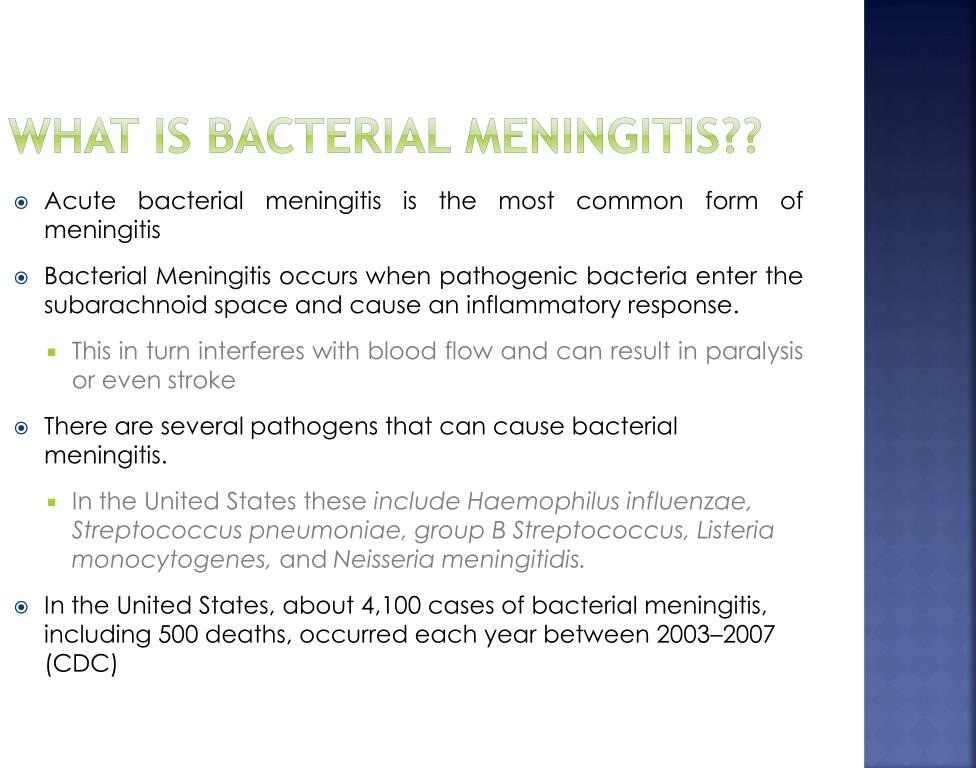 WHAT IS BACTERIAL MENINGITIS??
Acute bacterial meningitis is the most common form of
meningitis
Bacterial Meningitis occurs when pathogenic bacteria enter the
subarachnoid space and cause an inflammatory response.
This in turn interferes with blood flow and can result in paralysis
or even stroke
There are several pathogens that can cause bacterial
meningitis.
In the United States these include Haemophilus influenzae,
Streptococcus pneumoniae, group B Streptococcus, Listeria
monocytogenes, and Neisseria meningitidis.
In the United States, about 4,100 cases of bacterial meningitis,
including 500 deaths, occurred each year between 2003–2007
(CDC)